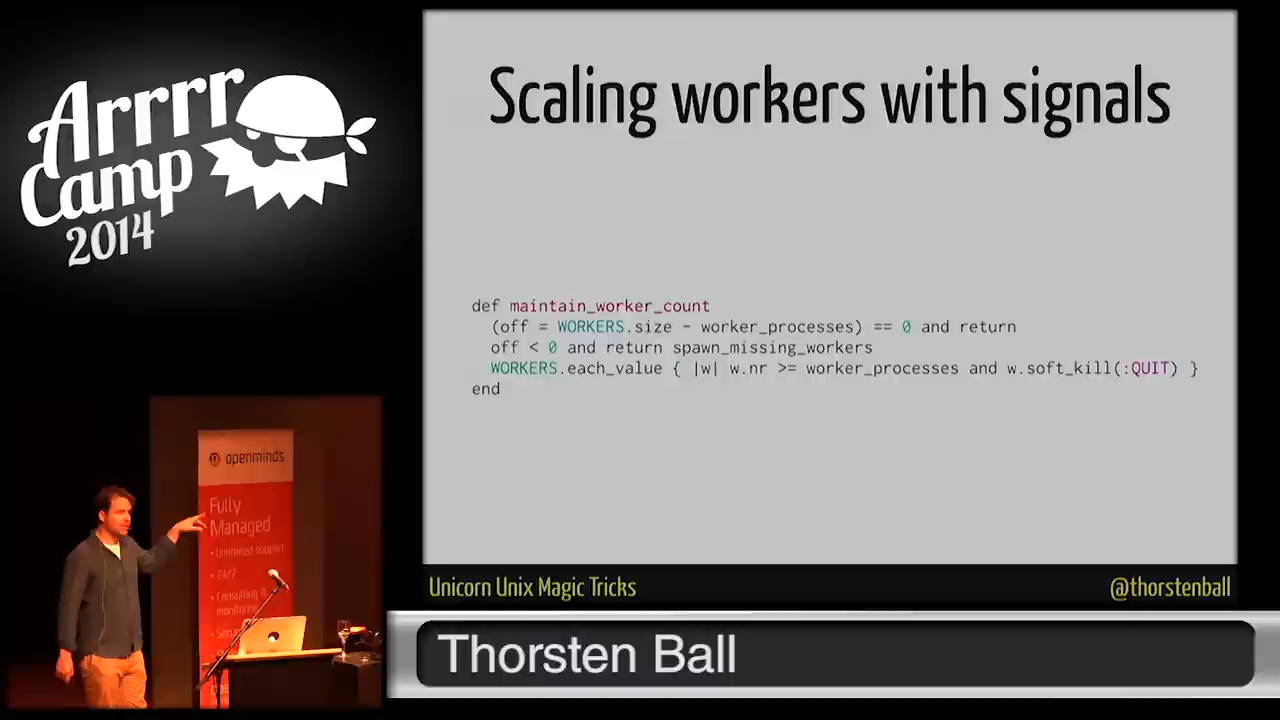 Arrrr
Camp
2014
Scaling workers with signals
def maintain_worker_count
(off = WORKERS.size - worker_processes) == 0 and return
off < 0 and return spawn_missing_workers
WORKERS.each_value { |w| w.nr >= worker_processes and w.soft_kill(:QUIT) }
end
openminds
Fully
Managed
• Unlimited support
• 24/7
• Consulting &
monitoring
Unicorn Unix Magic Tricks
@thorstenball
Thorsten Ball